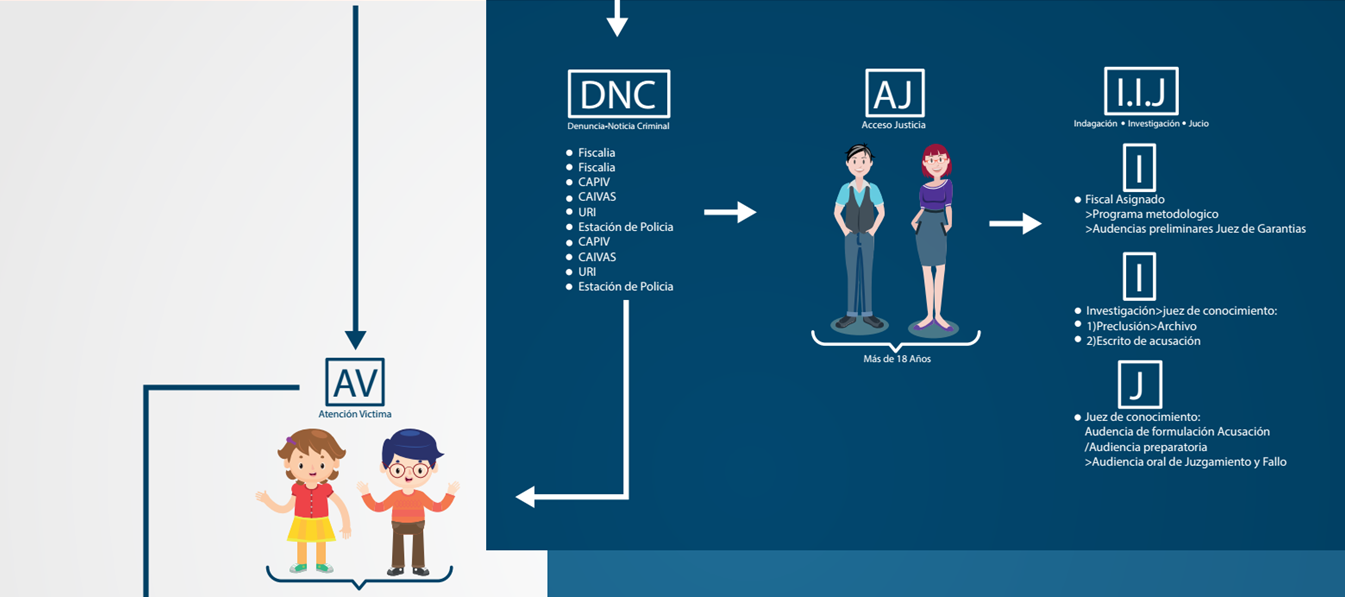 DNC
Denuncia-Noticia Criminal
● Fiscalia
● Fiscalia
● CAPIV
● CAIVAS
● URI
● Estación de Policia
● CAPIV
● CAIVAS
● URI
● Estación de Policia
AJ
Acceso Justicia
Más de 18 Años
I.I.J
Indagación • Investigación • Jucio
I
● Fiscal Asignado
>Programa metodologico
>Audencias preliminares Juez de Garantias
I
● Investigación>juez de conocimiento:
● 1)Preclusión>Archivo
● 2)Escrito de acusación
J
● Juez de conocimiento:
Audencia de formulación Acusación
/Audiencia preparatoria
>Audiencia oral de Juzgamiento y Fallo
AV
Atención Victima